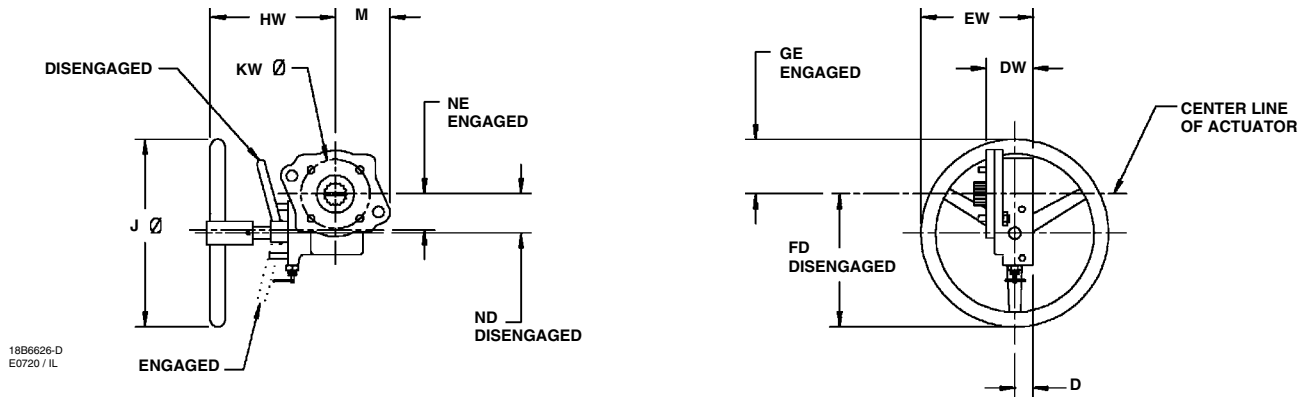 HW
M
DISENGAGED
KW Ø
NE
ENGAGED
J Ø
ND
DISENGAGED
ENGAGED
18B6626-D
E0720 / IL
EW
GE
ENGAGED
DW
CENTER LINE
OF ACTUATOR
FD
DISENGAGED
D